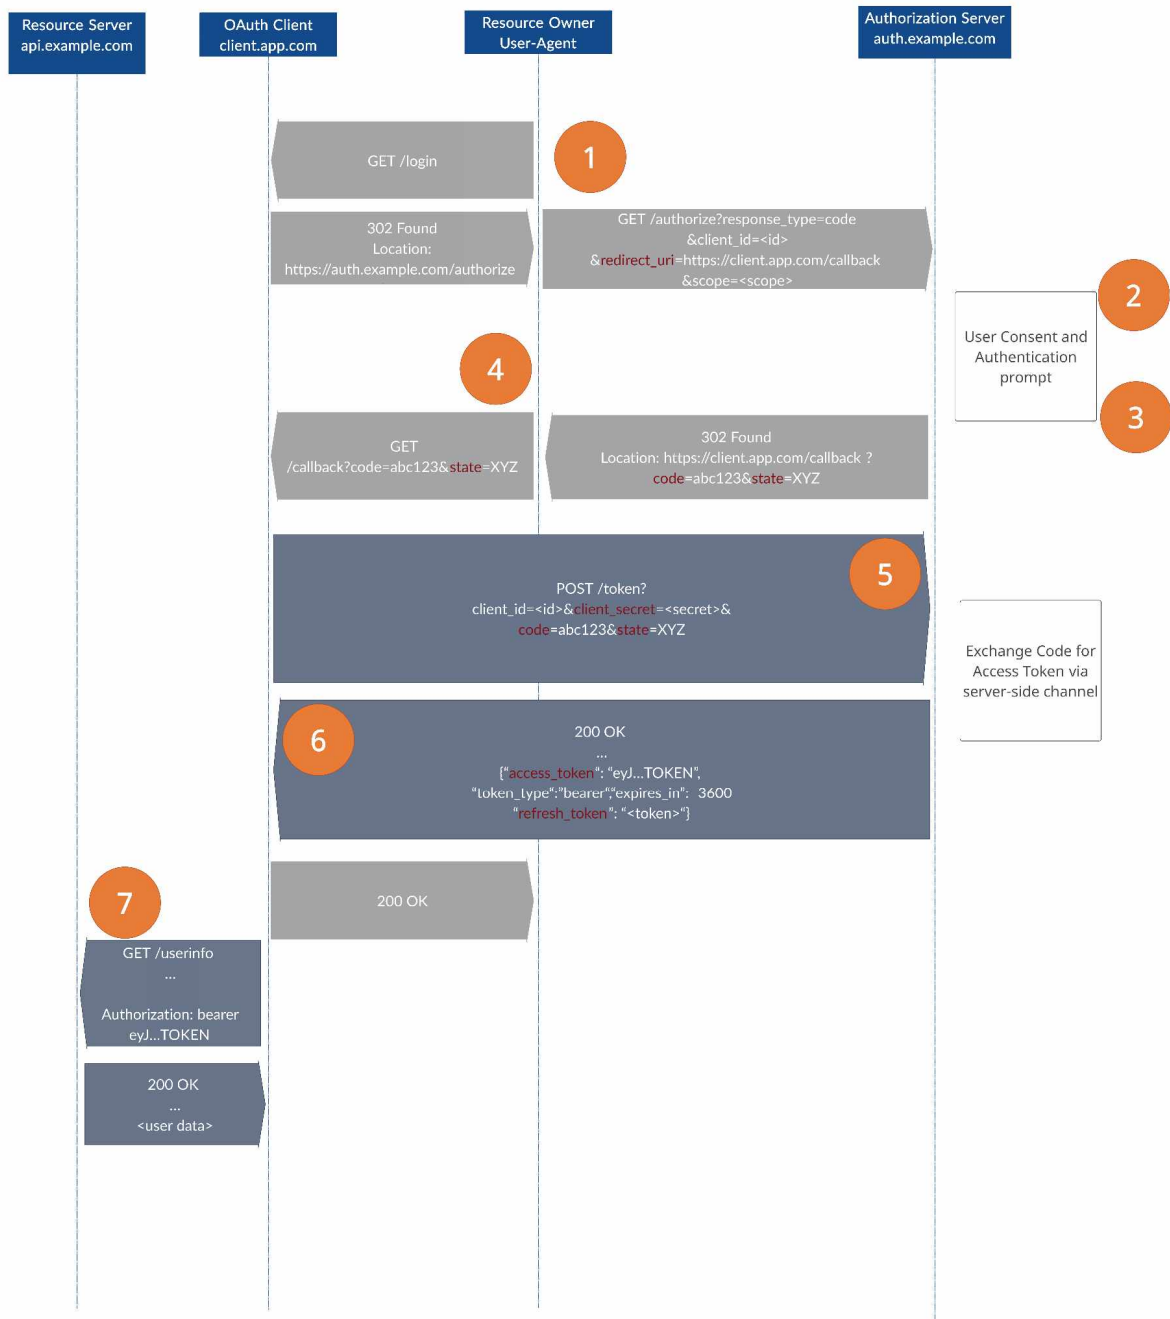 Resource Server
api.example.com
OAuth Client
client.app.com
Resource Owner
User-Agent
Authorization Server
auth.example.com
GET /login
1
302 Found
Location:
https://auth.example.com/authorize
GET /authorize?response_type=code
&client_id=<id>
&redirect_uri=https://client.app.com/callback
&scope=<scope>
2
User Consent and
Authentication
prompt
3
4
GET
/callback?code=abc123&state=XYZ
302 Found
Location: https://client.app.com/callback ?
code=abc123&state=XYZ
5
POST /token?
client_id=<id>&client_secret=<secret>&
code=abc123&state=XYZ
Exchange Code for
Access Token via
server-side channel
6
200 OK
...
{“access_token”: “eyJ...TOKEN”,
“token_type“:”bearer“,“expires_in”: 3600
“refresh_token”: “<token>“}
200 OK
7
GET /userinfo
...
Authorization: bearer
eyJ...TOKEN
200 OK
...
<user data>